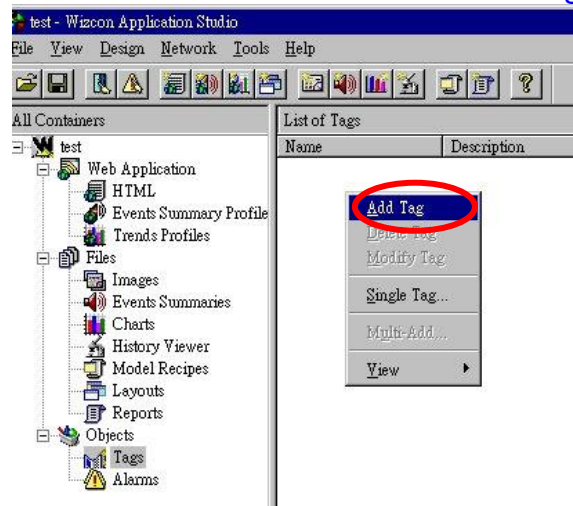 test - Wizcon Application Studio
File View Design Network Tools Help
All Containers
List of Tags
Name Description
test
Web Application
HTML
Events Summary Profile
Trends Profiles
Files
Images
Events Summaries
Charts
History Viewer
Model Recipes
Layouts
Reports
Objects
Tags
Alarms
Add Tag
Delete Tag
Modify Tag
Single Tag...
Multi-Add...
View